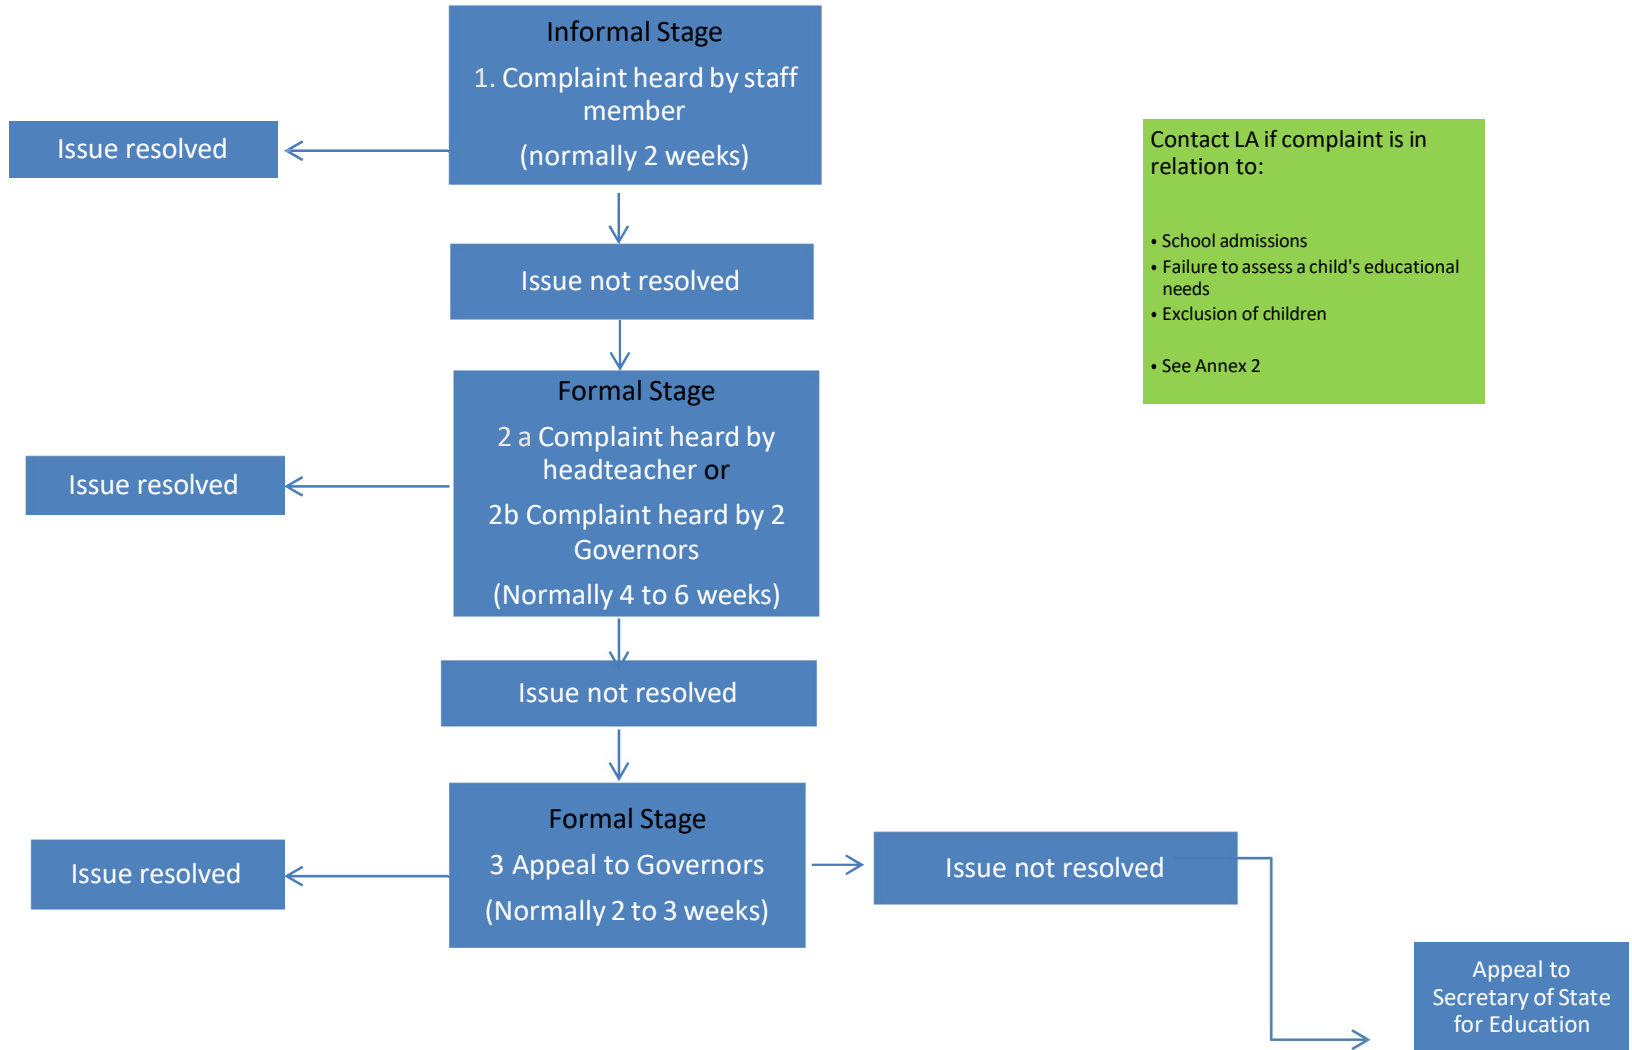 Informal Stage
1. Complaint heard by staff
member
(normally 2 weeks)
Issue resolved
Contact LA if complaint is in
relation to:
• School admissions
• Failure to assess a child's educational
needs
• Exclusion of children
• See Annex 2
Issue not resolved
Formal Stage
2 a Complaint heard by
headteacher or
2b Complaint heard by 2
Governors
(Normally 4 to 6 weeks)
Issue resolved
Issue not resolved
Formal Stage
3 Appeal to Governors
(Normally 2 to 3 weeks)
Issue resolved
Issue not resolved
Appeal to
Secretary of State
for Education